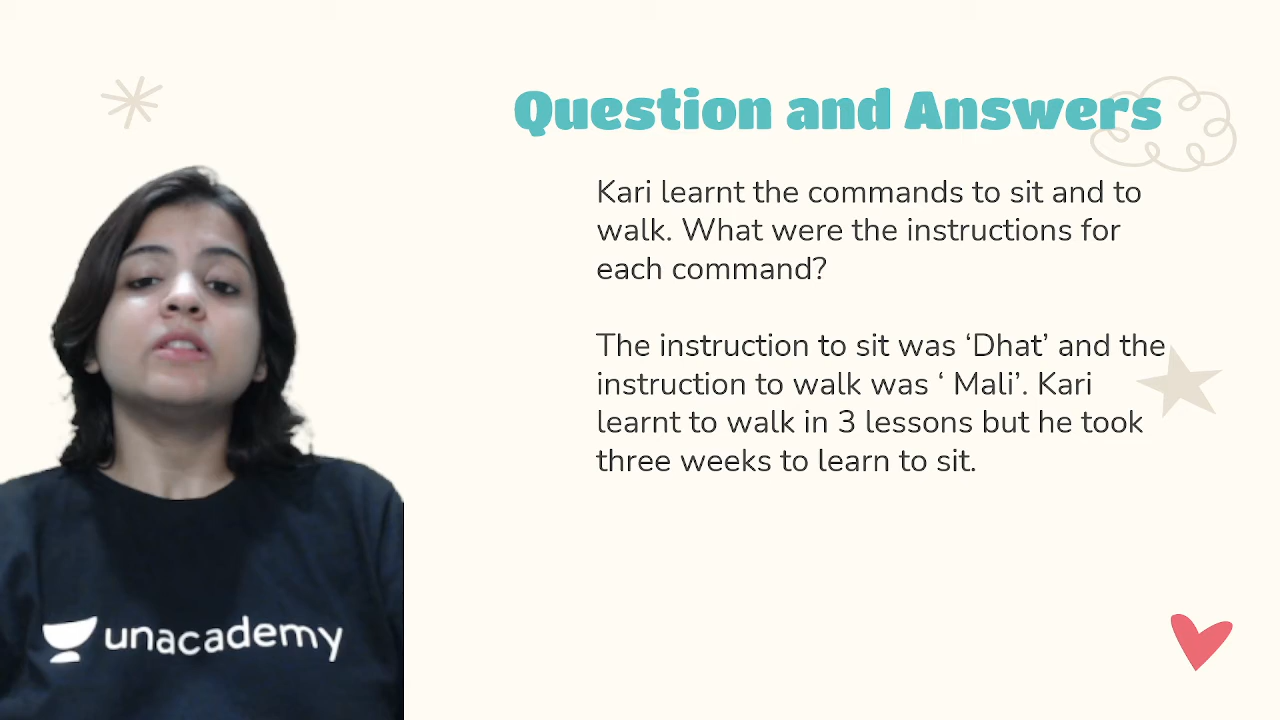 Question and Answers
Kari learnt the commands to sit and to
walk. What were the instructions for
each command?
The instruction to sit was ‘Dhat’ and the
instruction to walk was ‘ Mali’. Kari
learnt to walk in 3 lessons but he took
three weeks to learn to sit.
unacademy